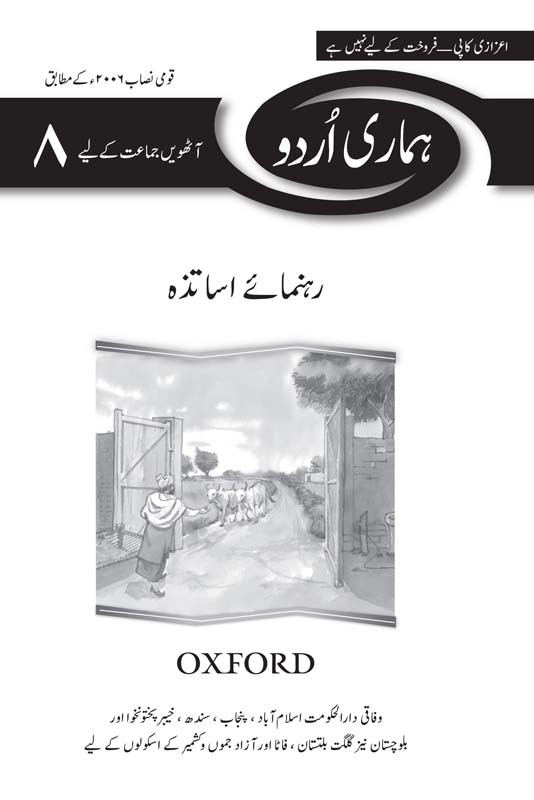 اعزازی کاپی — فروخت کے لیے نہیں ہے
قومی نصاب ۲۰۰۶ء کے مطابق
ہماری اُردو
آٹھویں جماعت کے لیے ۸
رہنمائے اساتذہ
OXFORD
وفاقی دارالحکومت اسلام آباد، پنجاب، سندھ، خیبر پختونخوا اور
بلوچستان نیز گلگت بلتستان، فاٹا اور آزاد جموں و کشمیر کے اسکولوں کے لیے